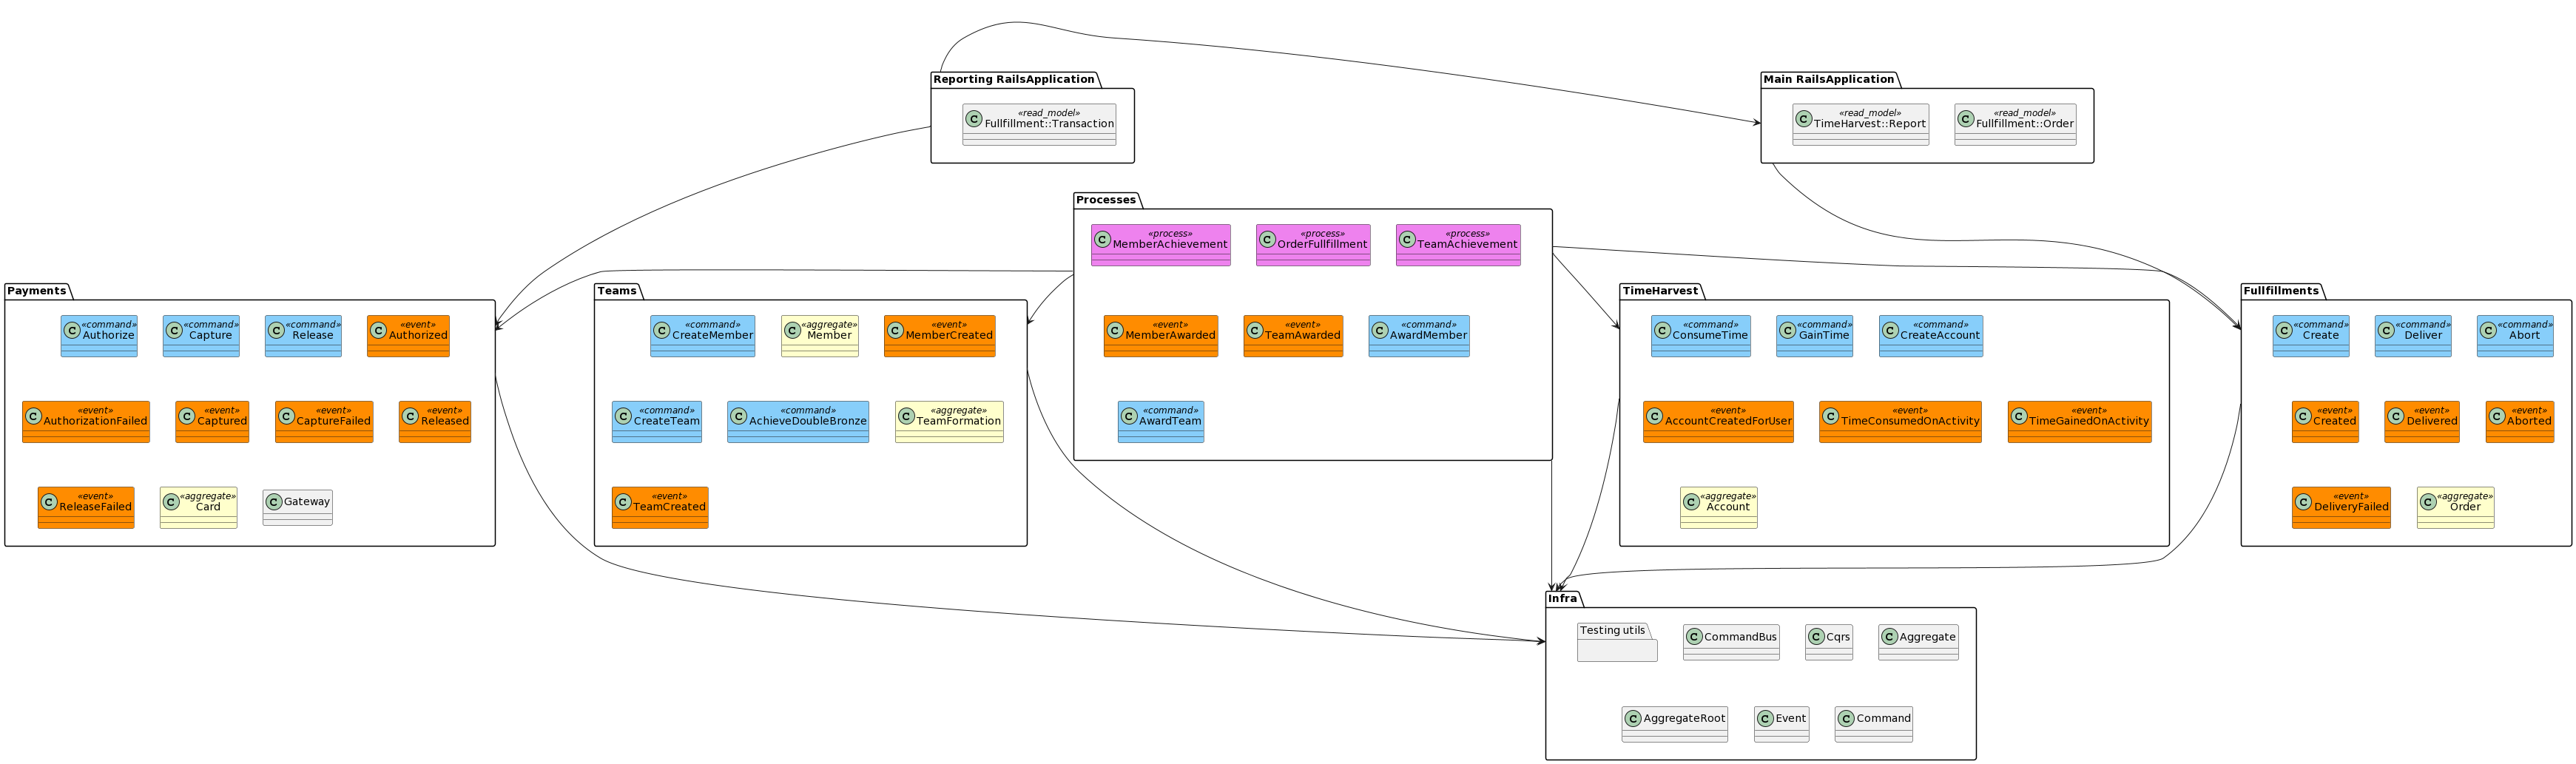 Reporting RailsApplication
C
«read_model»
Fullfillment::Transaction
Main RailsApplication
C
«read_model»
TimeHarvest::Report
C
«read_model»
Fullfillment::Order
Processes
C
«process»
MemberAchievement
C
«process»
OrderFullfillment
C
«process»
TeamAchievement
C
«event»
MemberAwarded
C
«event»
TeamAwarded
C
«command»
AwardMember
C
«command»
AwardTeam
Payments
C
«command»
Authorize
C
«command»
Capture
C
«command»
Release
C
«event»
Authorized
C
«event»
AuthorizationFailed
C
«event»
Captured
C
«event»
CaptureFailed
C
«event»
Released
C
«event»
ReleaseFailed
C
«aggregate»
Card
C
Gateway
Teams
C
«command»
CreateMember
C
«aggregate»
Member
C
«event»
MemberCreated
C
«command»
CreateTeam
C
«command»
AchieveDoubleBronze
C
«aggregate»
TeamFormation
C
«event»
TeamCreated
TimeHarvest
C
«command»
ConsumeTime
C
«command»
GainTime
C
«command»
CreateAccount
C
«event»
AccountCreatedForUser
C
«event»
TimeConsumedOnActivity
C
«event»
TimeGainedOnActivity
C
«aggregate»
Account
Fullfillments
C
«command»
Create
C
«command»
Deliver
C
«command»
Abort
C
«event»
Created
C
«event»
Delivered
C
«event»
Aborted
C
«event»
DeliveryFailed
C
«aggregate»
Order
Infra
Testing utils
C
CommandBus
C
Cqrs
C
Aggregate
C
AggregateRoot
C
Event
C
Command